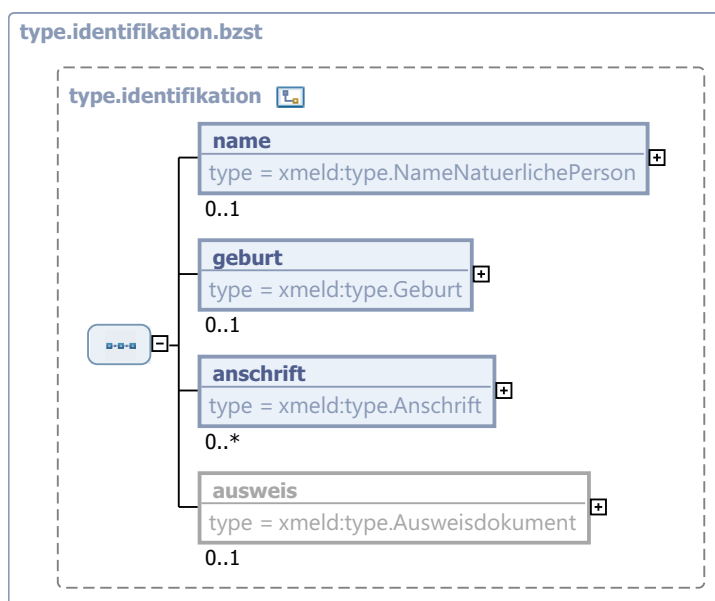 type.identifikation.bzst
type.identifikation
name
type = xmeld:type.NameNatuerlichePerson
0..1
geburt
type = xmeld:type.Geburt
0..1
anschrift
type = xmeld:type.Anschrift
0..*
ausweis
type = xmeld:type.Ausweisdokument
0..1